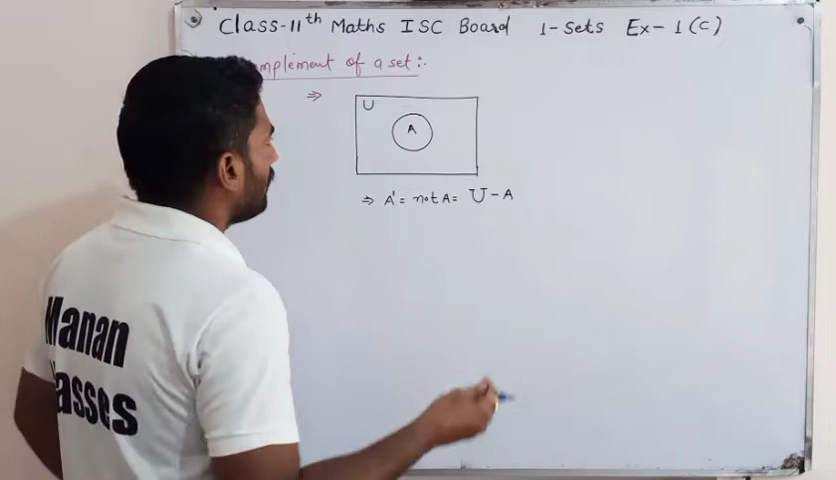 Class-11th Maths ISC Board 1-Sets Ex-1(C)
mplement of a set:-
⇒
U
A
⇒ A' = not A = U - A
Manan
asses